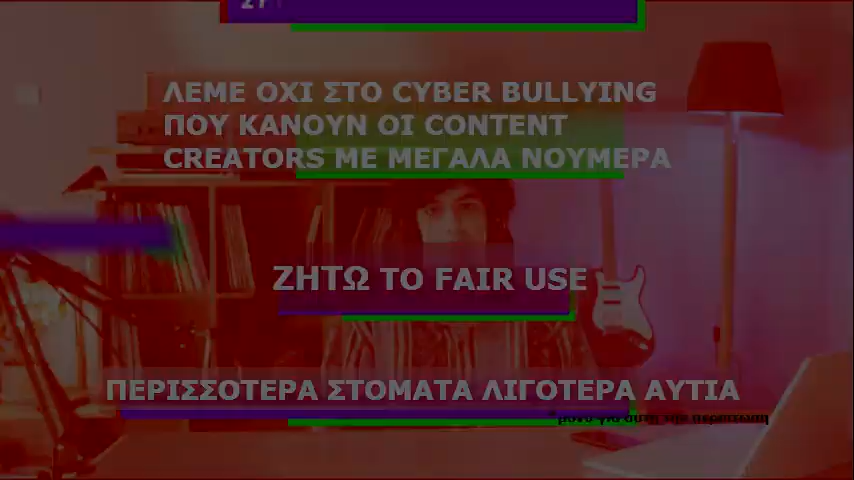 ΛΕΜΕ ΟΧΙ ΣΤΟ CYBER BULLYING
ΠΟΥ ΚΑΝΟΥΝ ΟΙ CONTENT
CREATORS ΜΕ ΜΕΓΑΛΑ ΝΟΥΜΕΡΑ
ΖΗΤΩ ΤΟ FAIR USE
ΠΕΡΙΣΣΟΤΕΡΑ ΣΤΟΜΑΤΑ ΛΙΓΟΤΕΡΑ ΑΥΤΙΑ